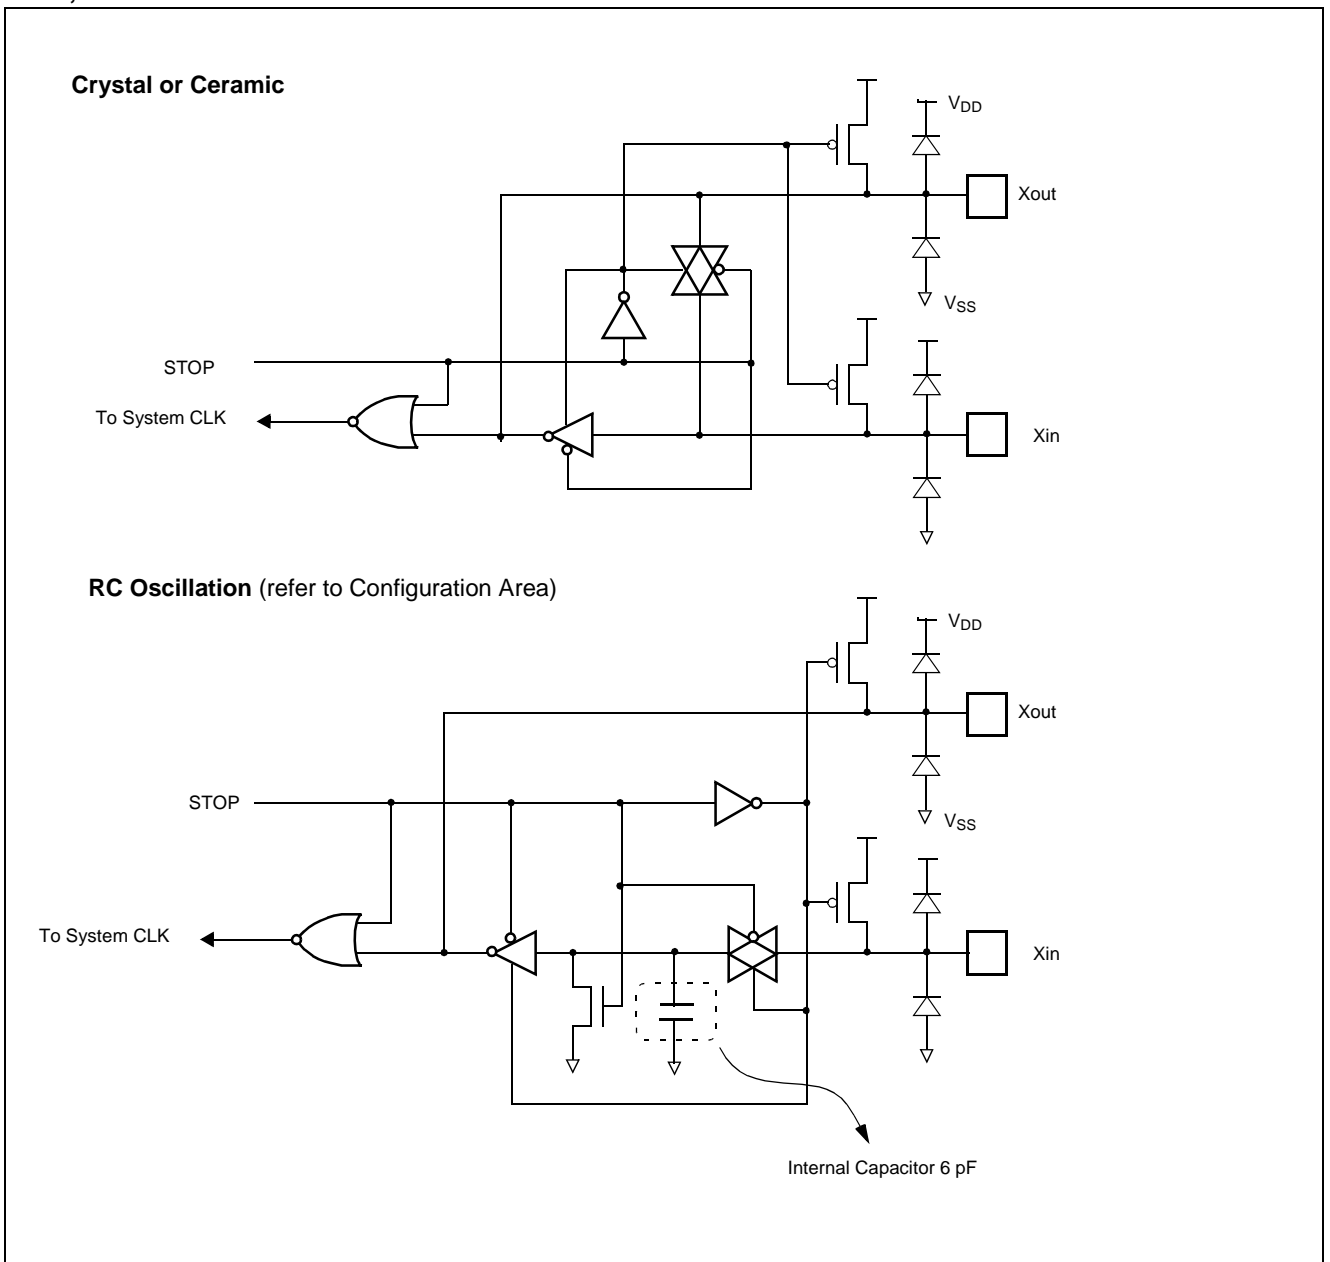 Crystal or Ceramic
VDD
Xout
VSS
STOP
To System CLK
Xin
RC Oscillation (refer to Configuration Area)
VDD
Xout
STOP
VSS
To System CLK
Xin
Internal Capacitor 6 pF